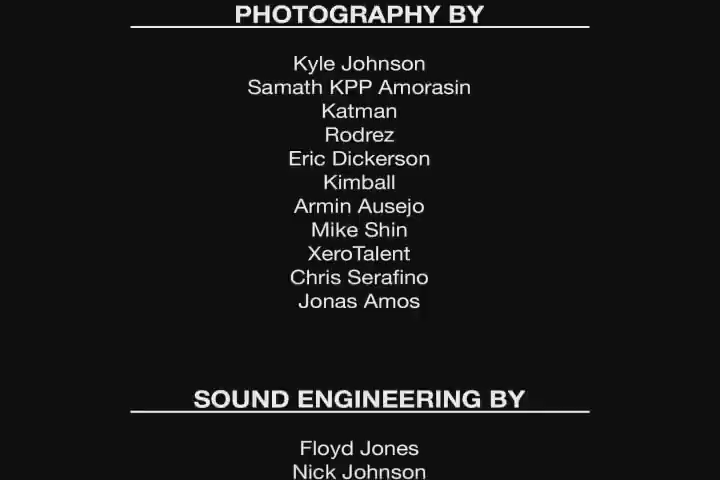 PHOTOGRAPHY BY
Kyle Johnson
Samath KPP Amorasin
Katman
Rodrez
Eric Dickerson
Kimball
Armin Ausejo
Mike Shin
XeroTalent
Chris Serafino
Jonas Amos
SOUND ENGINEERING BY
Floyd Jones
Nick Johnson